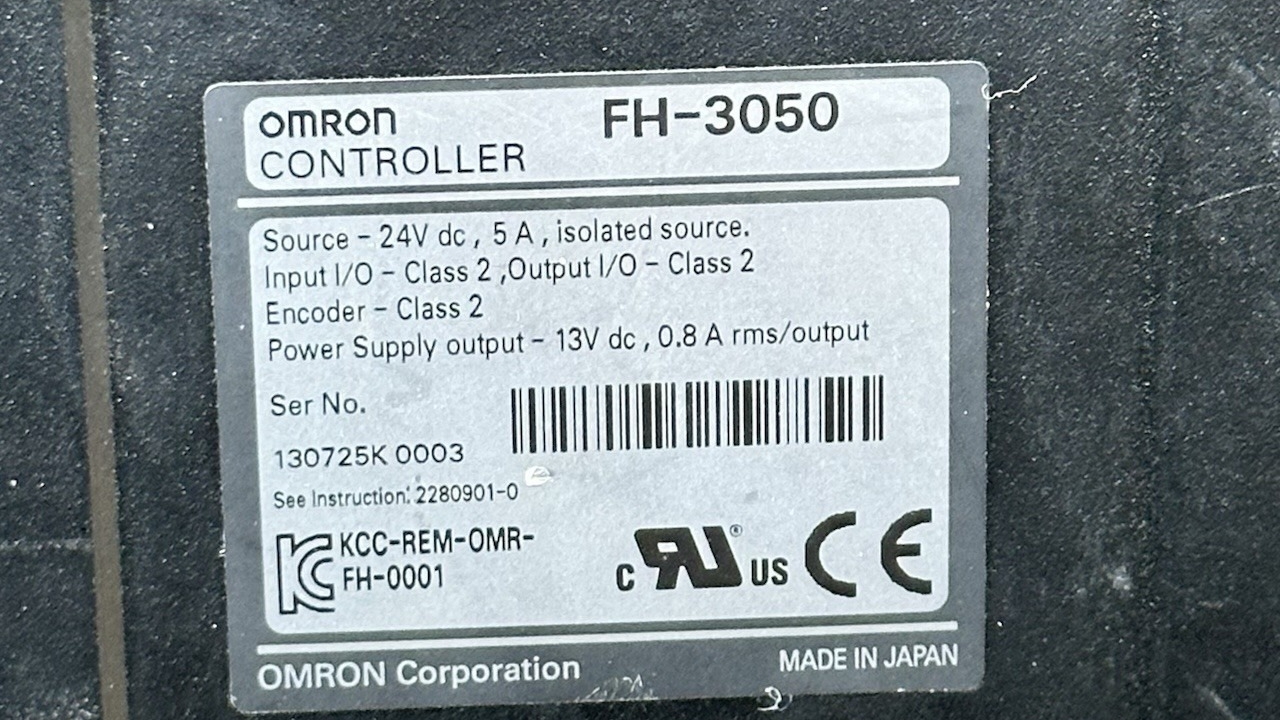 OMRON
FH-3050
CONTROLLER
Source - 24V dc, 5 A, isolated source.
Input I/O - Class 2 ,Output I/O - Class 2
Encoder - Class 2
Power Supply output - 13V dc, 0.8 A rms/output
Ser No.
130725K 0003
See Instruction: 2280901-0
KCC-REM-OMR-
FH-0001
C RU ® US CE
OMRON Corporation
MADE IN JAPAN